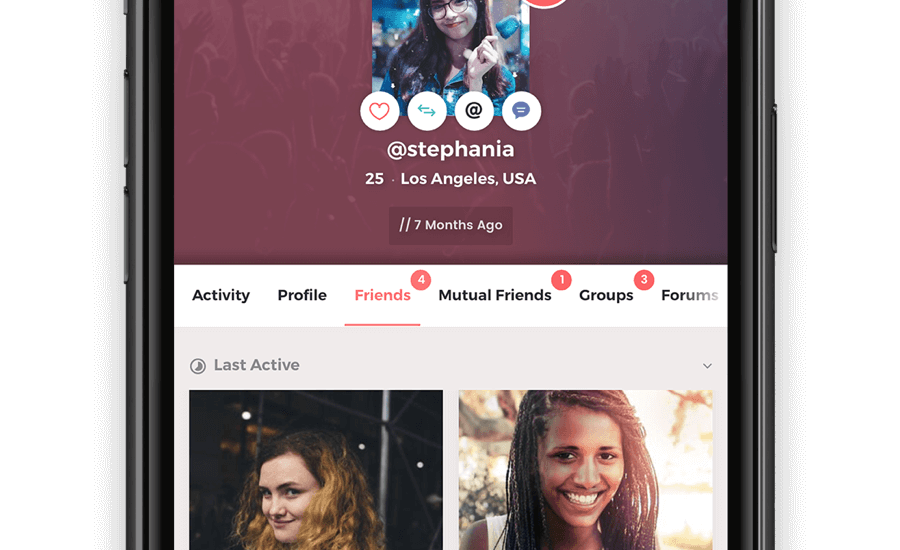 @
@stephania
25 · Los Angeles, USA
// 7 Months Ago
Activity Profile Friends 4 Mutual Friends 1 Groups 3 Forums
Last Active